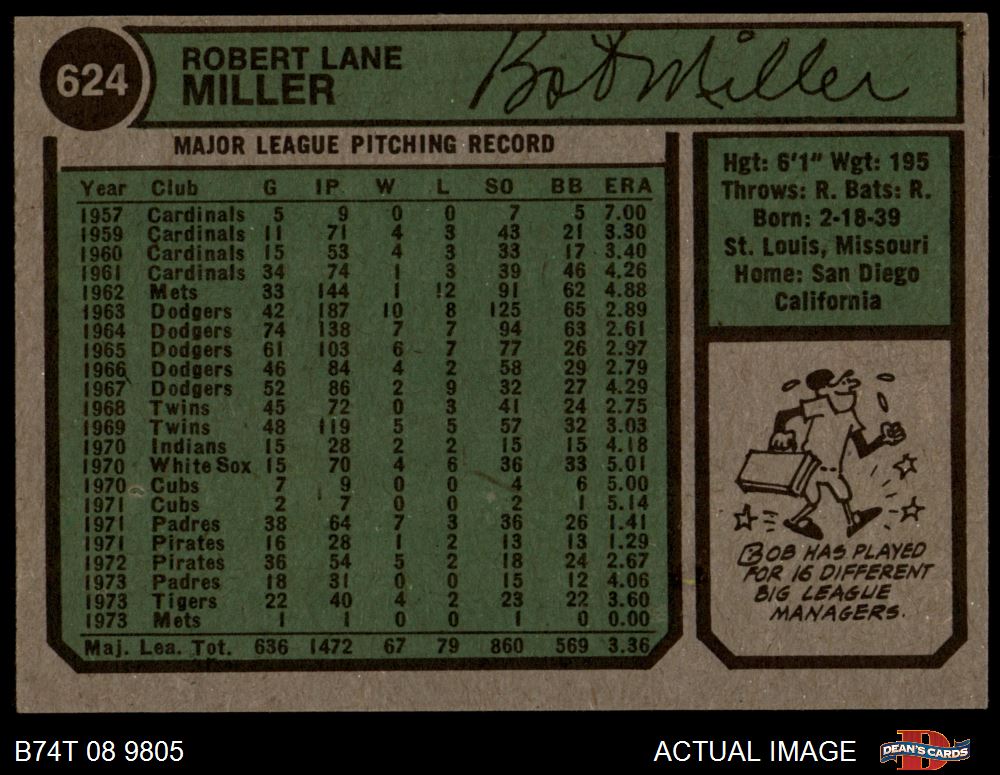 624
ROBERT LANE
MILLER
Bob Miller
MAJOR LEAGUE PITCHING RECORD
Year Club G IP W L SO BB ERA
1957 Cardinals 5 9 0 0 7 5 7.00
1959 Cardinals 11 71 4 3 43 21 3.30
1960 Cardinals 15 53 4 3 33 17 3.40
1961 Cardinals 34 74 1 3 39 46 4.26
1962 Mets 33 144 1 12 91 62 4.88
1963 Dodgers 42 187 10 8 125 65 2.89
1964 Dodgers 74 138 7 7 94 63 2.61
1965 Dodgers 61 103 6 7 77 26 2.97
1966 Dodgers 46 84 4 2 58 29 2.79
1967 Dodgers 52 86 2 9 32 27 4.29
1968 Twins 45 72 0 3 41 24 2.75
1969 Twins 48 119 5 5 57 32 3.03
1970 Indians 15 28 2 2 15 15 4.18
1970 White Sox 15 70 4 6 36 33 5.01
1970 Cubs 7 9 0 0 4 6 5.00
1971 Cubs 2 7 0 0 2 1 5.14
1971 Padres 38 64 7 3 36 26 1.41
1971 Pirates 16 28 1 2 13 13 1.29
1972 Pirates 36 54 5 2 18 24 2.67
1973 Padres 18 31 0 0 15 12 4.06
1973 Tigers 22 40 4 2 23 22 3.60
1973 Mets 1 1 0 0 1 0 0.00
Maj. Lea. Tot. 636 1472 67 79 860 569 3.36
Hgt: 6'1" Wgt: 195
Throws: R. Bats: R.
Born: 2-18-39
St. Louis, Missouri
Home: San Diego
California
BOB HAS PLAYED
FOR 16 DIFFERENT
BIG LEAGUE
MANAGERS.
B74T 08 9805
ACTUAL IMAGE
D
DEAN'S CARDS